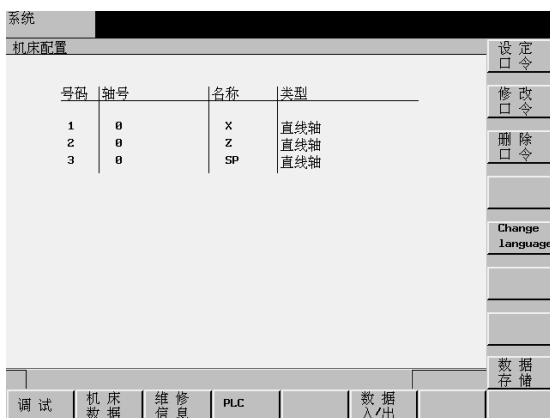 系统
机床配置
号码 轴号 名称 类型
1 0 X 直线轴
2 0 Z 直线轴
3 0 SP 直线轴
设定
口令
修改
口令
删除
口令
Change
language
数据
存储
调试
机床
数据
维修
信息
PLC
数据
入/出